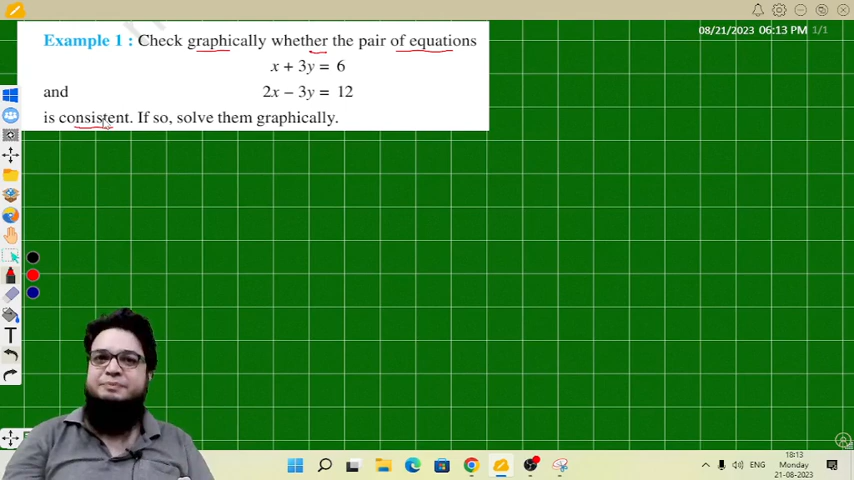 08/21/2023 06:13 PM 1/1
Example 1 : Check graphically whether the pair of equations
x + 3y = 6
and 2x − 3y = 12
is consistent. If so, solve them graphically.
T
ENG
18:13
Monday
21-08-2023